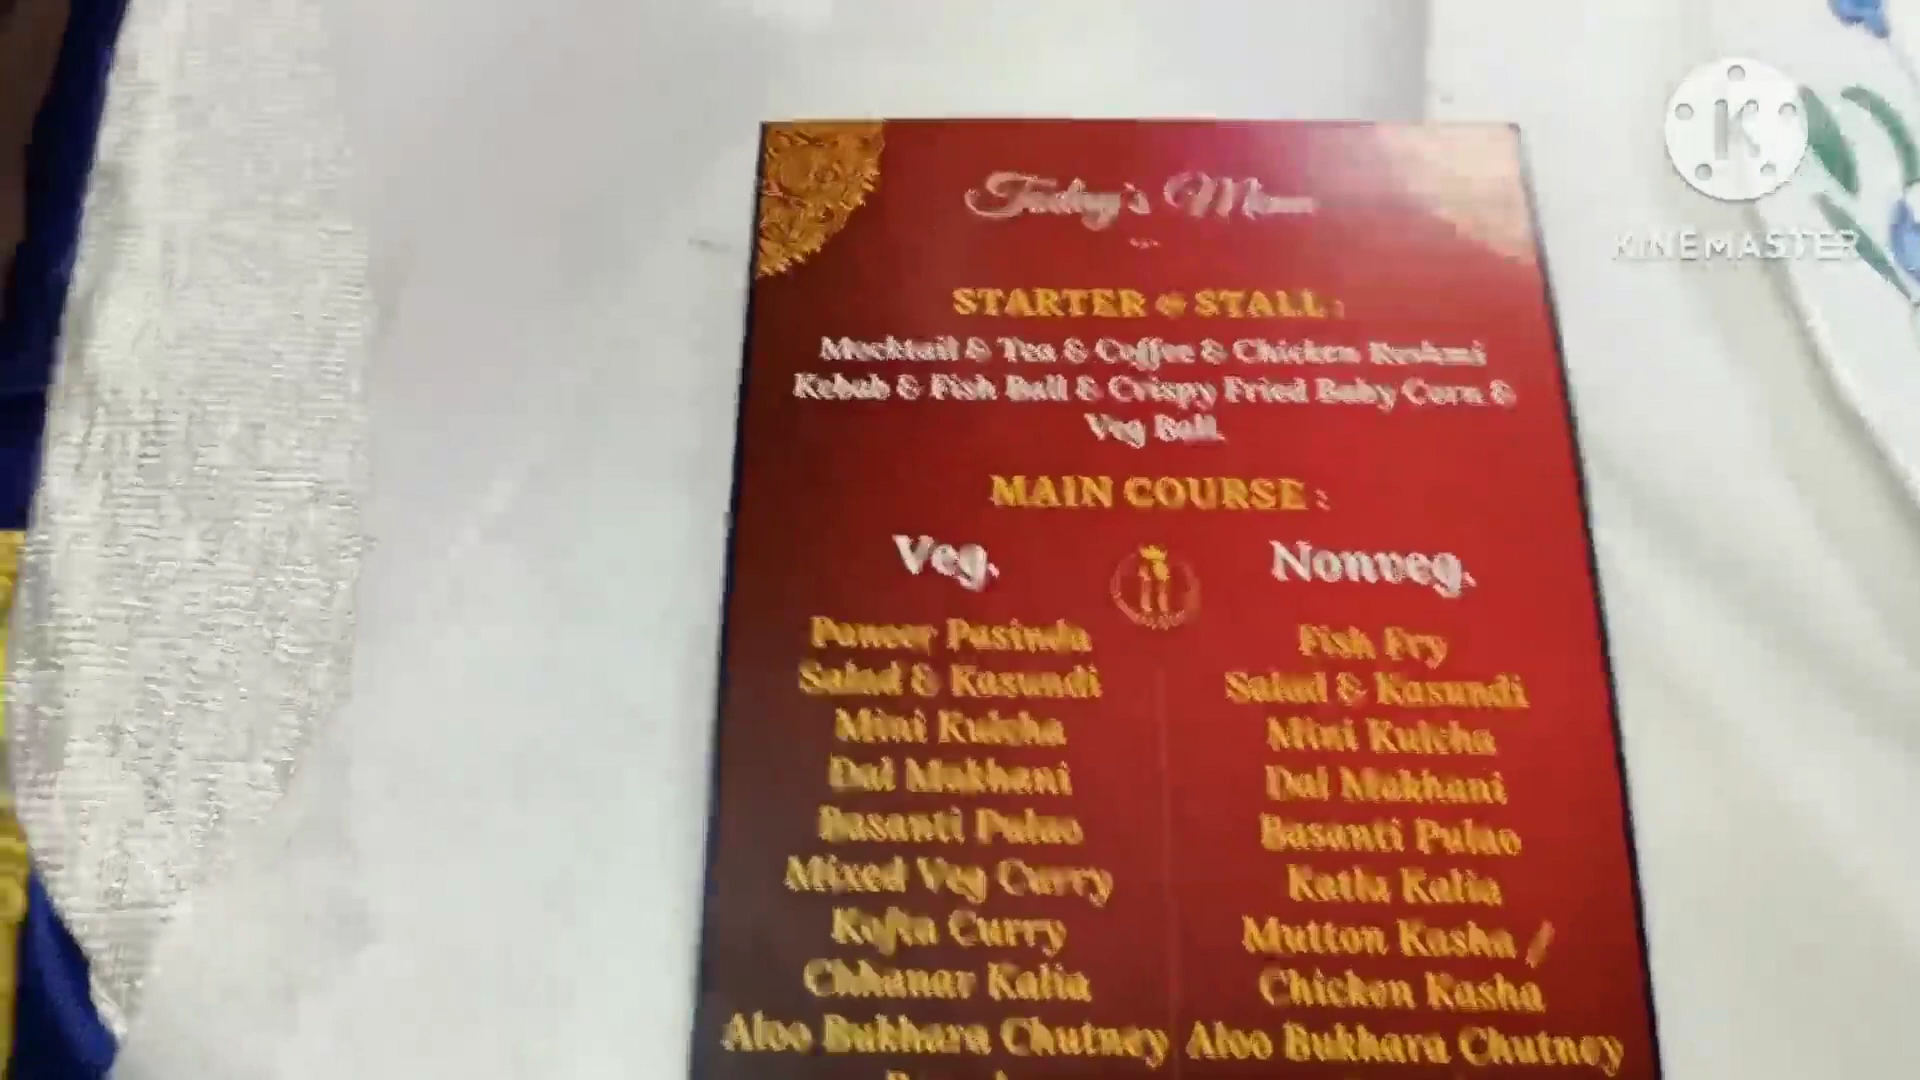 Today's Menu
STARTER & STALL :
Mocktail & Tea & Coffee & Chicken Reshmi
Kebab & Fish Ball & Crispy Fried Baby Corn &
Veg Ball.
MAIN COURSE :
Veg.
Paneer Pasinda
Salad & Kasundi
Mini Kulcha
Dal Makhani
Basanti Pulao
Mixed Veg Curry
Kofta Curry
Chhanar Kalia
Aloo Bukhara Chutney
Nonveg.
Fish Fry
Salad & Kasundi
Mini Kulcha
Dal Makhani
Basanti Pulao
Katla Kalia
Mutton Kasha /
Chicken Kasha
Aloo Bukhara Chutney
K
KINEMASTER